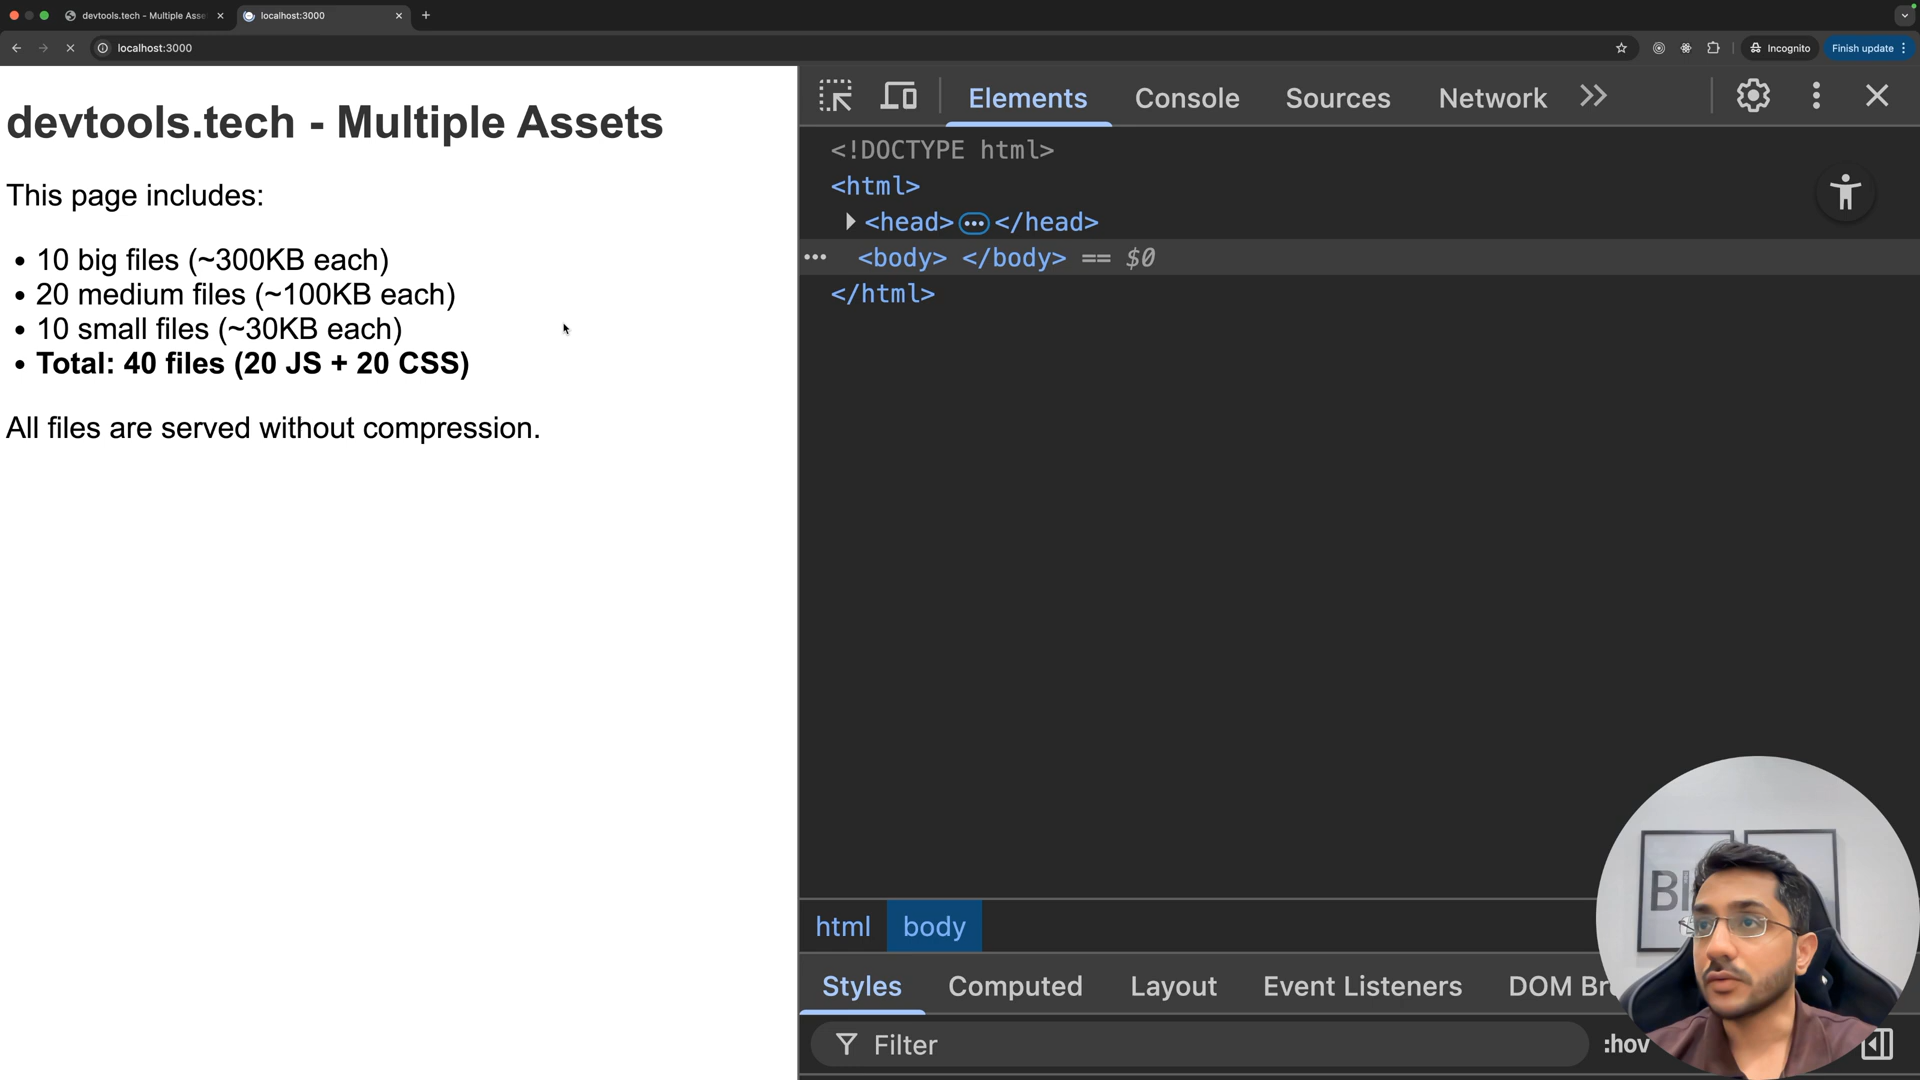 devtools.tech - Multiple Asse
localhost:3000
localhost:3000
Incognito
Finish update
devtools.tech - Multiple Assets
This page includes:
• 10 big files (~300KB each)
• 20 medium files (~100KB each)
• 10 small files (~30KB each)
• Total: 40 files (20 JS + 20 CSS)
All files are served without compression.
Elements Console Sources Network
<!DOCTYPE html>
<html>
<head> ... </head>
... <body> </body> == $0
</html>
html body
Styles Computed Layout Event Listeners DOM Br
Filter
:hov